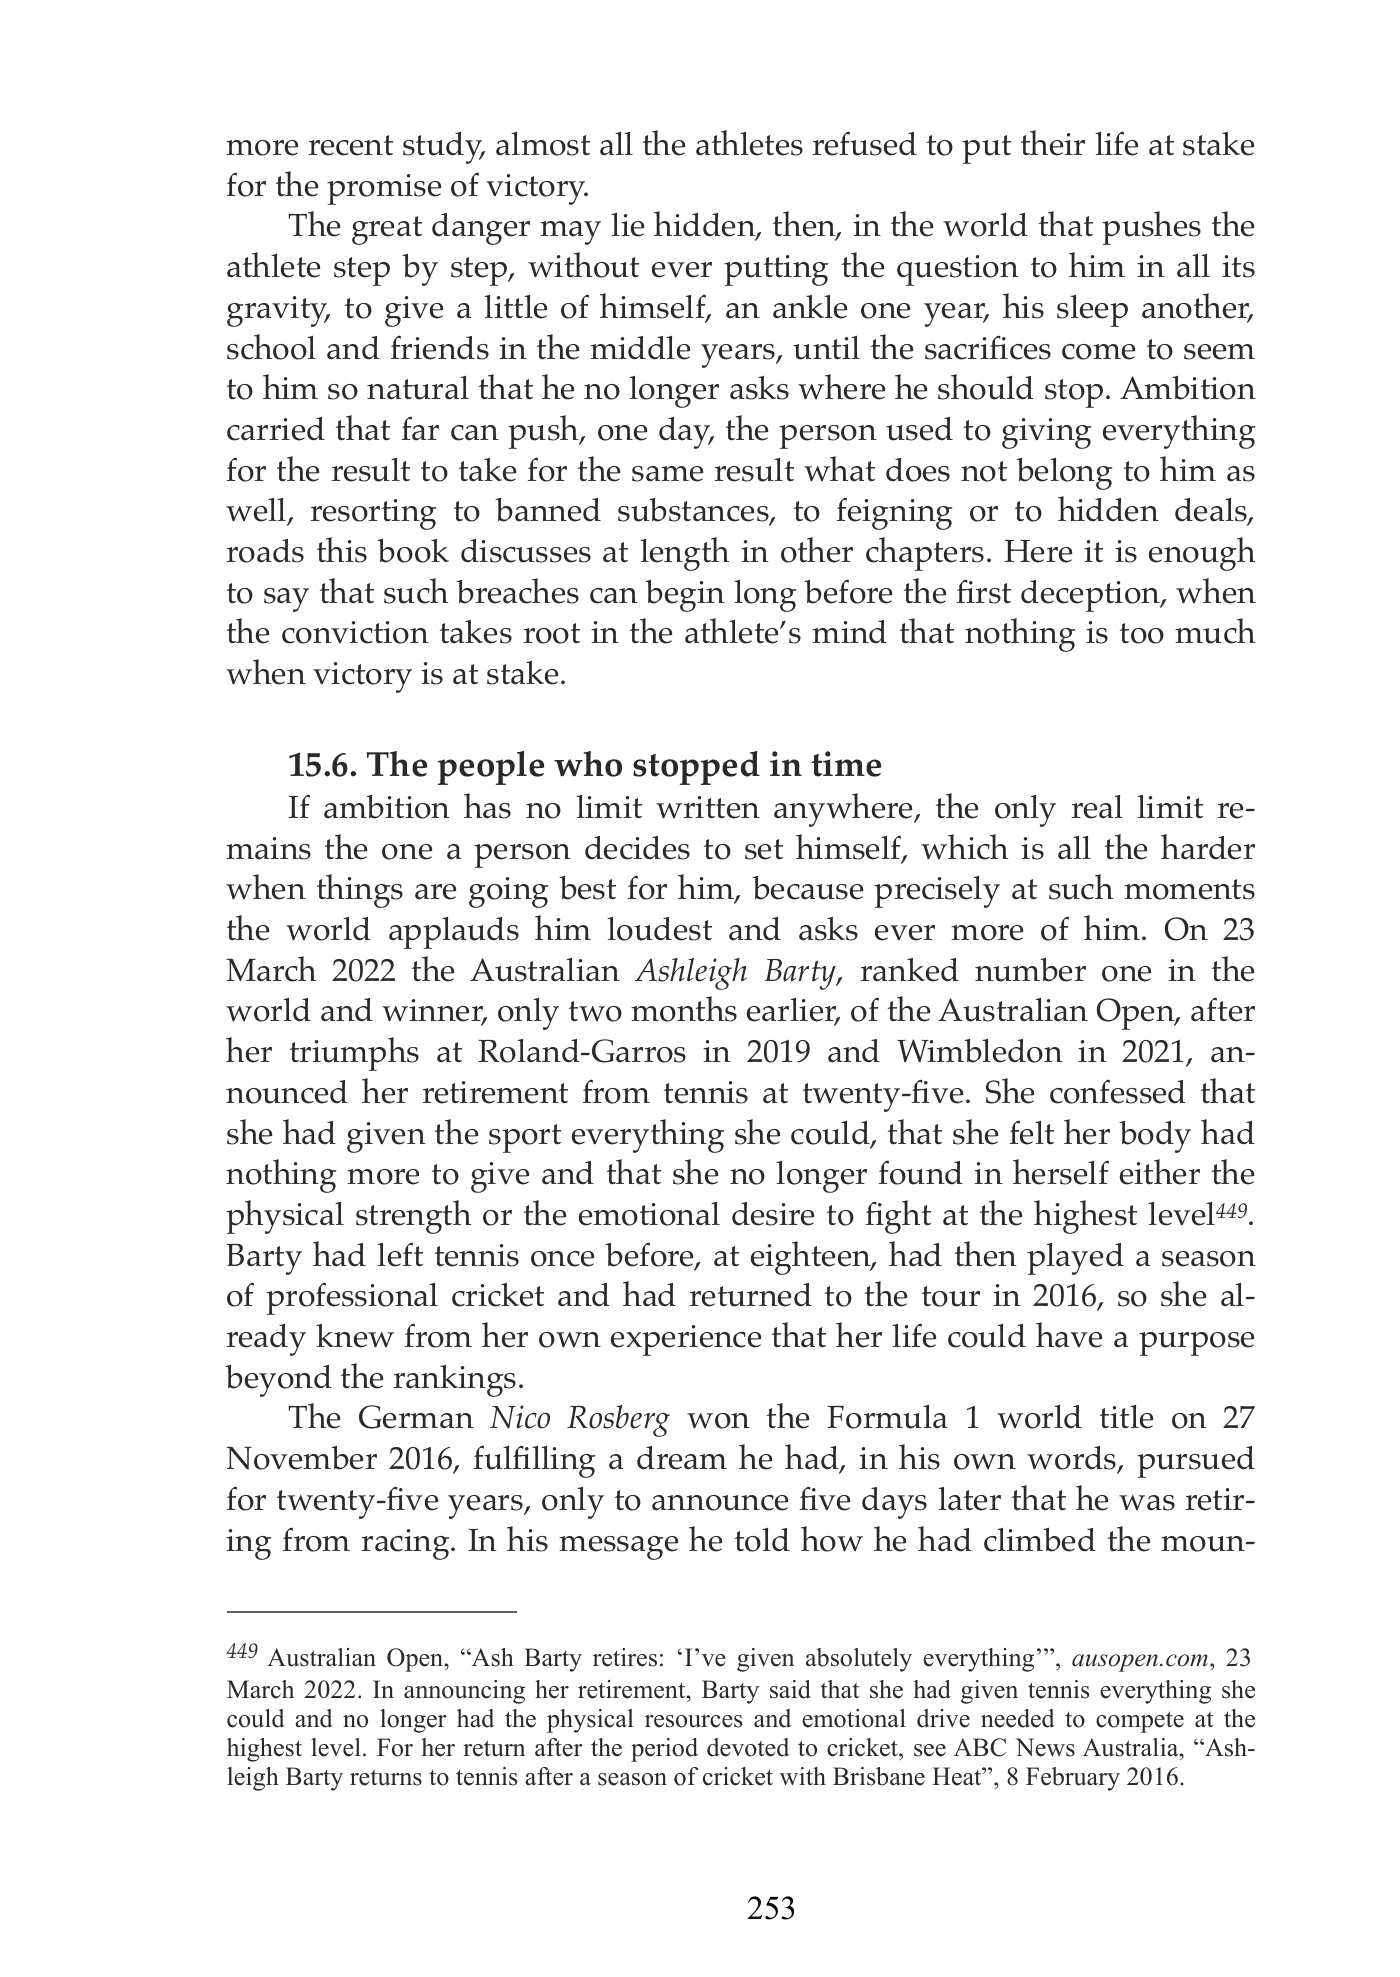 more recent study, almost all the athletes refused to put their life at stake
for the promise of victory.
The great danger may lie hidden, then, in the world that pushes the
athlete step by step, without ever putting the question to him in all its
gravity, to give a little of himself, an ankle one year, his sleep another,
school and friends in the middle years, until the sacrifices come to seem
to him so natural that he no longer asks where he should stop. Ambition
carried that far can push, one day, the person used to giving everything
for the result to take for the same result what does not belong to him as
well, resorting to banned substances, to feigning or to hidden deals,
roads this book discusses at length in other chapters. Here it is enough
to say that such breaches can begin long before the first deception, when
the conviction takes root in the athlete’s mind that nothing is too much
when victory is at stake.
15.6. The people who stopped in time
If ambition has no limit written anywhere, the only real limit re-
mains the one a person decides to set himself, which is all the harder
when things are going best for him, because precisely at such moments
the world applauds him loudest and asks ever more of him. On 23
March 2022 the Australian Ashleigh Barty, ranked number one in the
world and winner, only two months earlier, of the Australian Open, after
her triumphs at Roland-Garros in 2019 and Wimbledon in 2021, an-
nounced her retirement from tennis at twenty-five. She confessed that
she had given the sport everything she could, that she felt her body had
nothing more to give and that she no longer found in herself either the
physical strength or the emotional desire to fight at the highest level449.
Barty had left tennis once before, at eighteen, had then played a season
of professional cricket and had returned to the tour in 2016, so she al-
ready knew from her own experience that her life could have a purpose
beyond the rankings.
The German Nico Rosberg won the Formula 1 world title on 27
November 2016, fulfilling a dream he had, in his own words, pursued
for twenty-five years, only to announce five days later that he was retir-
ing from racing. In his message he told how he had climbed the moun-
449 Australian Open, “Ash Barty retires: ‘I’ve given absolutely everything’”, ausopen.com, 23
March 2022. In announcing her retirement, Barty said that she had given tennis everything she
could and no longer had the physical resources and emotional drive needed to compete at the
highest level. For her return after the period devoted to cricket, see ABC News Australia, “Ash-
leigh Barty returns to tennis after a season of cricket with Brisbane Heat”, 8 February 2016.
253